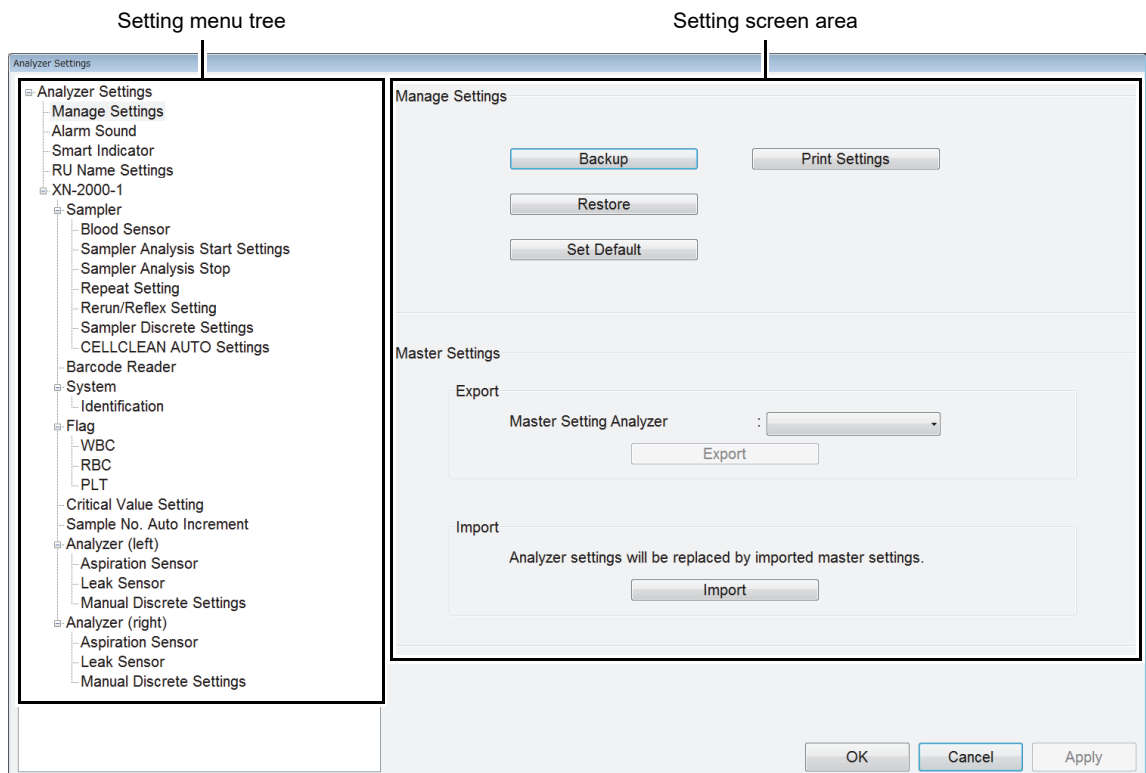 Setting menu tree
Setting screen area
Analyzer Settings
Analyzer Settings
Manage Settings
Alarm Sound
Smart Indicator
RU Name Settings
XN-2000-1
Sampler
Blood Sensor
Sampler Analysis Start Settings
Sampler Analysis Stop
Repeat Setting
Rerun/Reflex Setting
Sampler Discrete Settings
CELLCLEAN AUTO Settings
Barcode Reader
System
Identification
Flag
WBC
RBC
PLT
Critical Value Setting
Sample No. Auto Increment
Analyzer (left)
Aspiration Sensor
Leak Sensor
Manual Discrete Settings
Analyzer (right)
Aspiration Sensor
Leak Sensor
Manual Discrete Settings
Manage Settings
Backup
Print Settings
Restore
Set Default
Master Settings
Export
Master Setting Analyzer :
Export
Import
Analyzer settings will be replaced by imported master settings.
Import
OK
Cancel
Apply